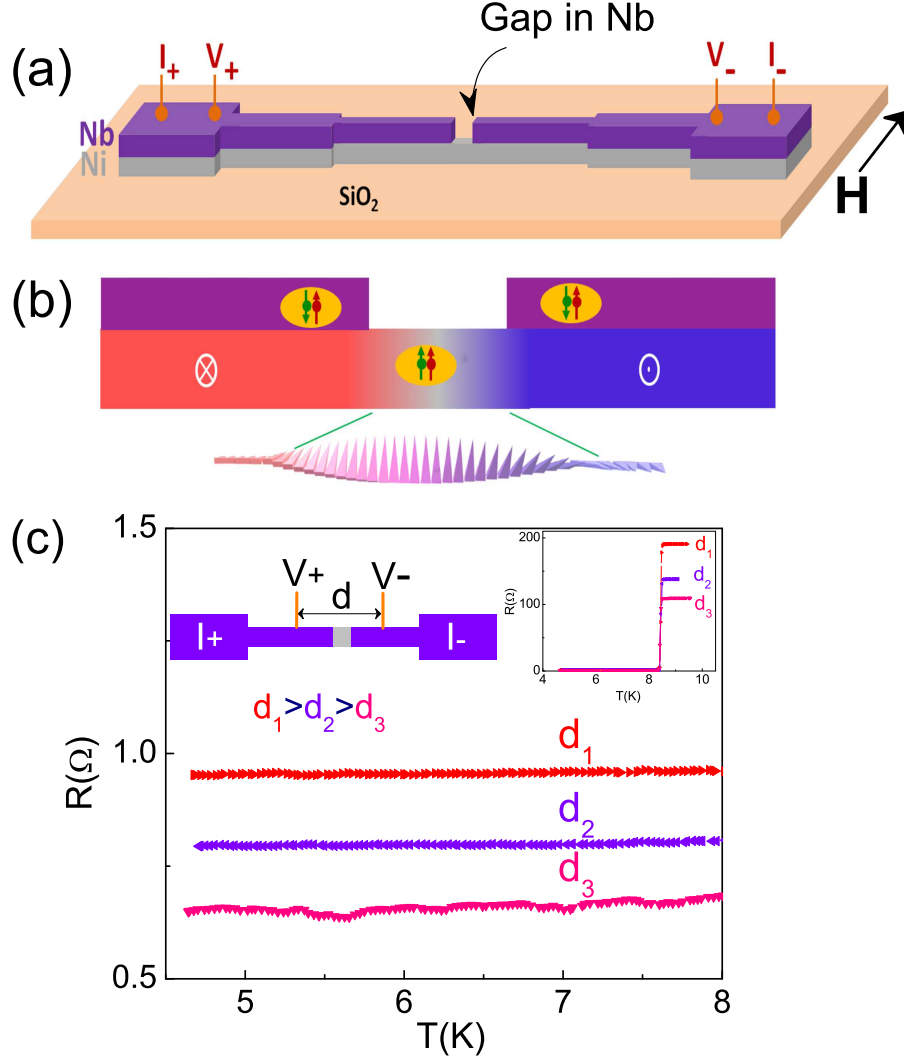 Gap in Nb
(a)
I+ V+ V- I-
Nb
Ni
SiO2
H
(b)
(c)
1.5
1.0
0.5
R(Ω)
5 6 7 8
T(K)
V+ V-
d
I+ I-
d1>d2>d3
d1
d2
d3
200
100
0
R(Ω)
4 6 8 10
T(K)
d1
d2
d3